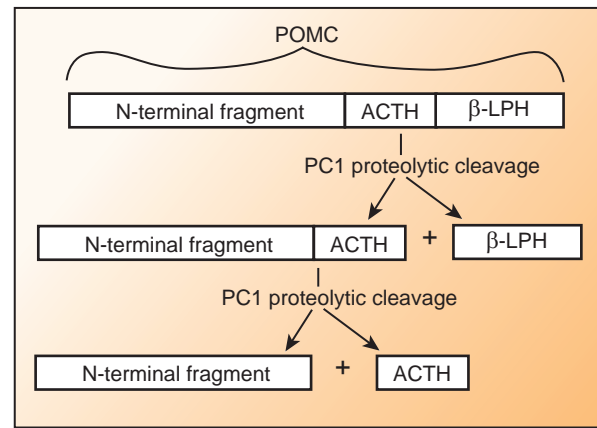 POMC
N-terminal fragment ACTH β-LPH
PC1 proteolytic cleavage
N-terminal fragment ACTH + β-LPH
PC1 proteolytic cleavage
N-terminal fragment + ACTH